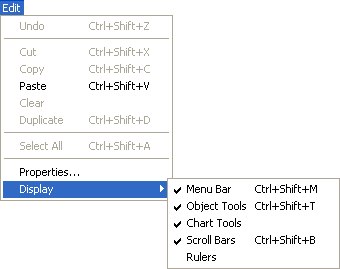 Edit
Undo Ctrl+Shift+Z
Cut Ctrl+Shift+X
Copy Ctrl+Shift+C
Paste Ctrl+Shift+V
Clear
Duplicate Ctrl+Shift+D
Select All Ctrl+Shift+A
Properties...
Display
Menu Bar Ctrl+Shift+M
Object Tools Ctrl+Shift+T
Chart Tools
Scroll Bars Ctrl+Shift+B
Rulers